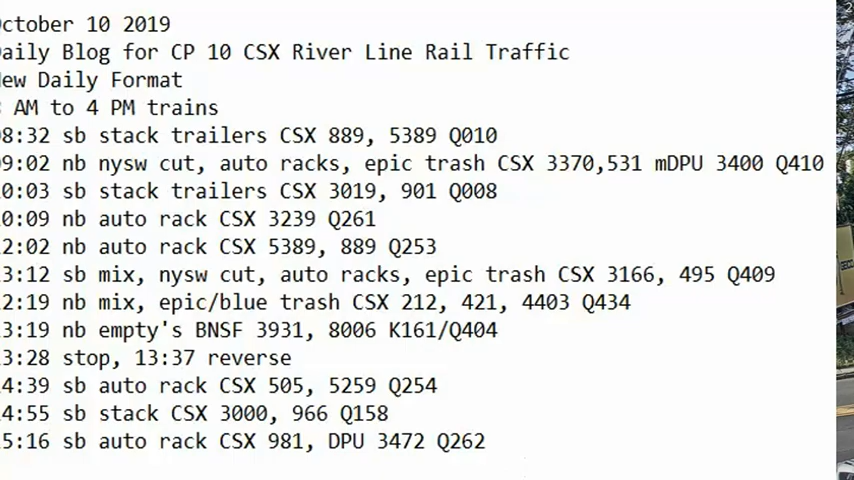 ctober 10 2019
aily Blog for CP 10 CSX River Line Rail Traffic
ew Daily Format
AM to 4 PM trains
8:32 sb stack trailers CSX 889, 5389 Q010
9:02 nb nysw cut, auto racks, epic trash CSX 3370,531 mDPU 3400 Q410
0:03 sb stack trailers CSX 3019, 901 Q008
0:09 nb auto rack CSX 3239 Q261
2:02 nb auto rack CSX 5389, 889 Q253
3:12 sb mix, nysw cut, auto racks, epic trash CSX 3166, 495 Q409
2:19 nb mix, epic/blue trash CSX 212, 421, 4403 Q434
3:19 nb empty's BNSF 3931, 8006 K161/Q404
3:28 stop, 13:37 reverse
4:39 sb auto rack CSX 505, 5259 Q254
4:55 sb stack CSX 3000, 966 Q158
5:16 sb auto rack CSX 981, DPU 3472 Q262